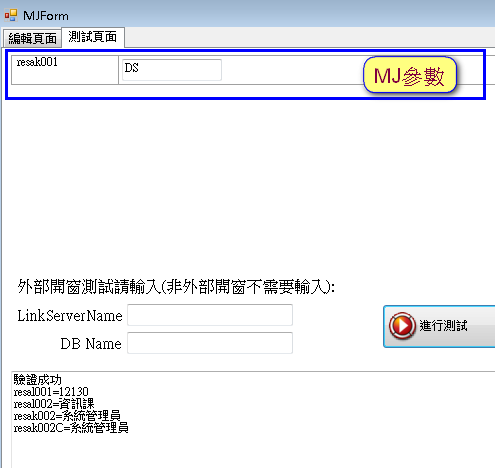 MJForm
編輯頁面 測試頁面
resak001 DS
MJ參數
外部開窗測試請輸入(非外部開窗不需要輸入):
LinkServerName
進行測試
DB Name
驗證成功
resal001=12130
resal002=資訊課
resak002=系統管理員
resak002C=系統管理員